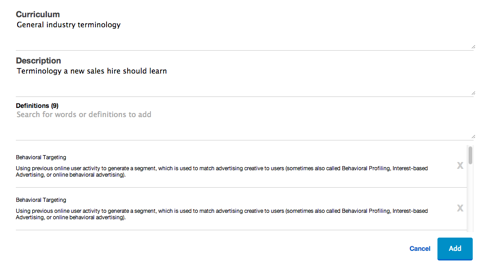 Curriculum
General industry terminology
Description
Terminology a new sales hire should learn
Definitions (9)
Search for words or definitions to add
Behavioral Targeting
Using previous online user activity to generate a segment, which is used to match advertising creative to users (sometimes also called Behavioral Profiling, Interest-based
Advertising, or online behavioral advertising).
X
Behavioral Targeting
Using previous online user activity to generate a segment, which is used to match advertising creative to users (sometimes also called Behavioral Profiling, Interest-based
Advertising, or online behavioral advertising).
X
Cancel Add